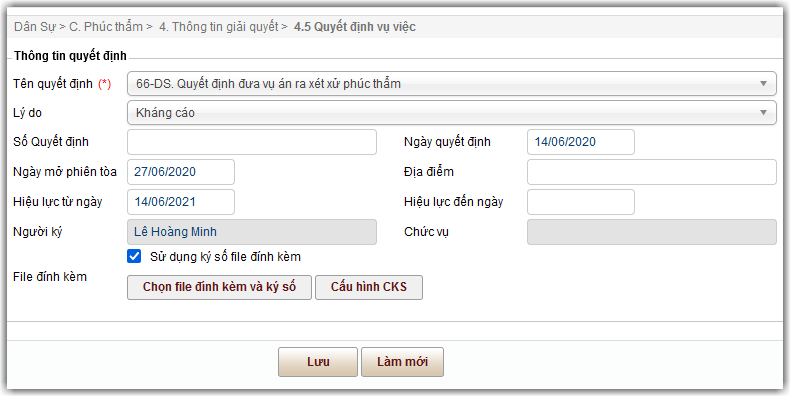 Dân Sự > C. Phúc thẩm > 4. Thông tin giải quyết > 4.5 Quyết định vụ việc
Thông tin quyết định
Tên quyết định (*) 66-DS. Quyết định đưa vụ án ra xét xử phúc thẩm
Lý do Kháng cáo
Số Quyết định Ngày quyết định 14/06/2020
Ngày mở phiên tòa 27/06/2020 Địa điểm
Hiệu lực từ ngày 14/06/2021 Hiệu lực đến ngày
Người ký Lê Hoàng Minh Chức vụ
Sử dụng ký số file đính kèm
File đính kèm
Chọn file đính kèm và ký số Cấu hình CKS
Lưu Làm mới